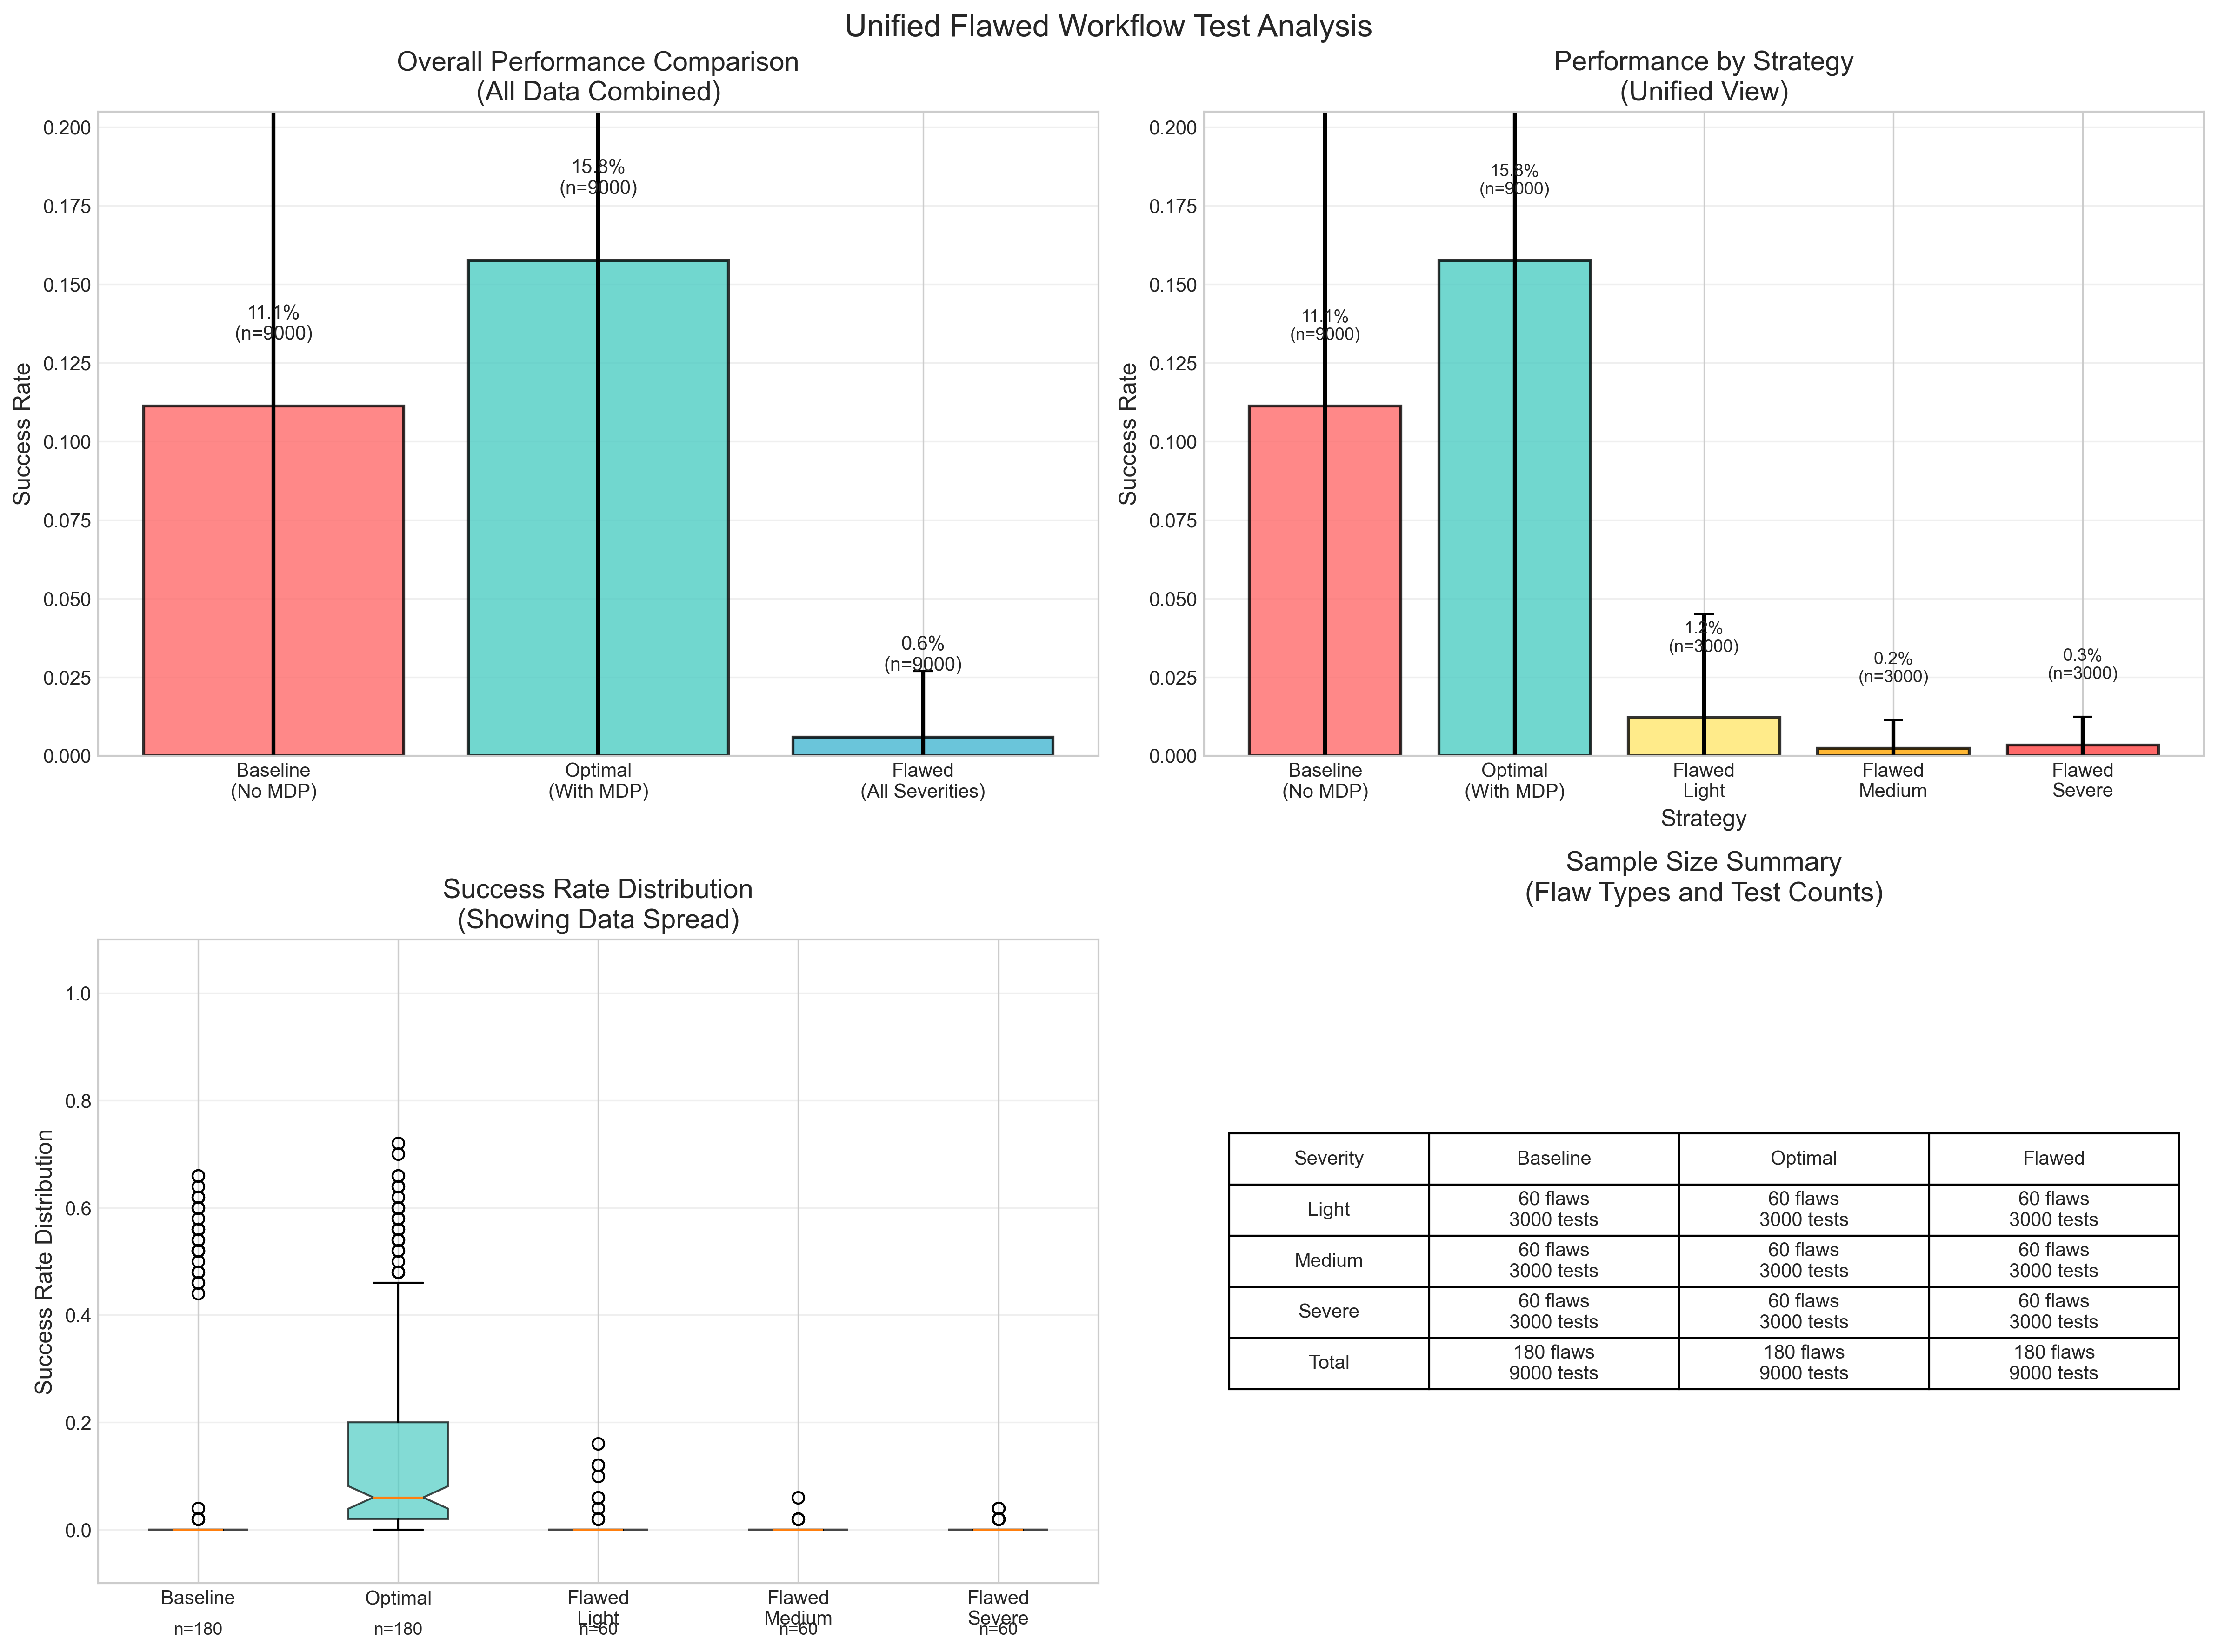 Unified Flawed Workflow Test Analysis
Overall Performance Comparison
(All Data Combined)
Success Rate
0.200
0.175
0.150
0.125
0.100
0.075
0.050
0.025
0.000
11.1%
(n=9000)
15.8%
(n=9000)
0.6%
(n=9000)
Baseline
(No MDP)
Optimal
(With MDP)
Flawed
(All Severities)
Performance by Strategy
(Unified View)
Success Rate
0.200
0.175
0.150
0.125
0.100
0.075
0.050
0.025
0.000
11.1%
(n=9000)
15.8%
(n=9000)
1.2%
(n=3000)
0.2%
(n=3000)
0.3%
(n=3000)
Baseline
(No MDP)
Optimal
(With MDP)
Flawed
Light
Flawed
Medium
Flawed
Severe
Strategy
Success Rate Distribution
(Showing Data Spread)
Success Rate Distribution
1.0
0.8
0.6
0.4
0.2
0.0
Baseline
Optimal
Flawed
Light
Flawed
Medium
Flawed
Severe
n=180
n=180
n=60
n=60
n=60
Sample Size Summary
(Flaw Types and Test Counts)
Severity Baseline Optimal Flawed
Light
60 flaws
3000 tests
60 flaws
3000 tests
60 flaws
3000 tests
Medium
60 flaws
3000 tests
60 flaws
3000 tests
60 flaws
3000 tests
Severe
60 flaws
3000 tests
60 flaws
3000 tests
60 flaws
3000 tests
Total
180 flaws
9000 tests
180 flaws
9000 tests
180 flaws
9000 tests